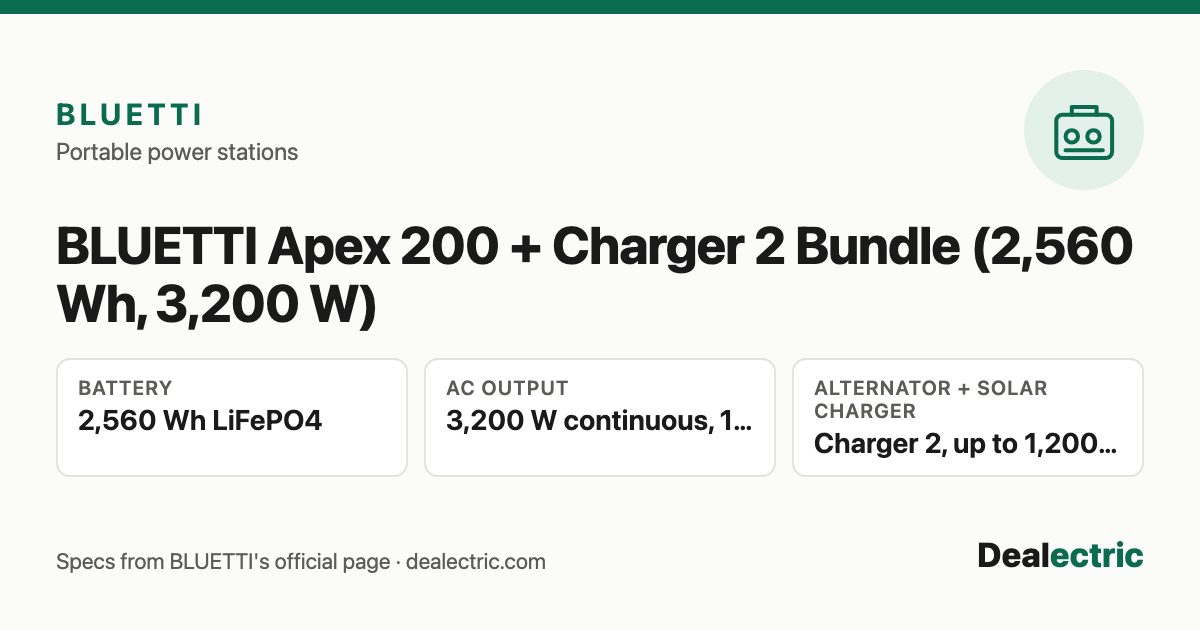 BLUETTI
Portable power stations
BLUETTI Apex 200 + Charger 2 Bundle (2,560
Wh, 3,200 W)
BATTERY
2,560 Wh LiFePO4
AC OUTPUT
3,200 W continuous, 1...
ALTERNATOR + SOLAR
CHARGER
Charger 2, up to 1,200...
Specs from BLUETTI's official page · dealectric.com
Dealectric